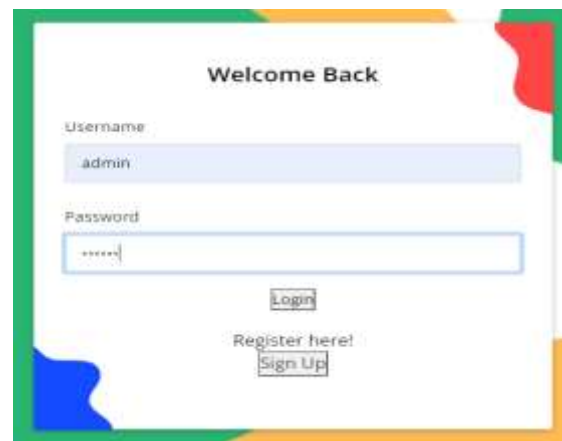 Welcome Back
Username
admin
Password
••••••
Login
Register here!
Sign Up